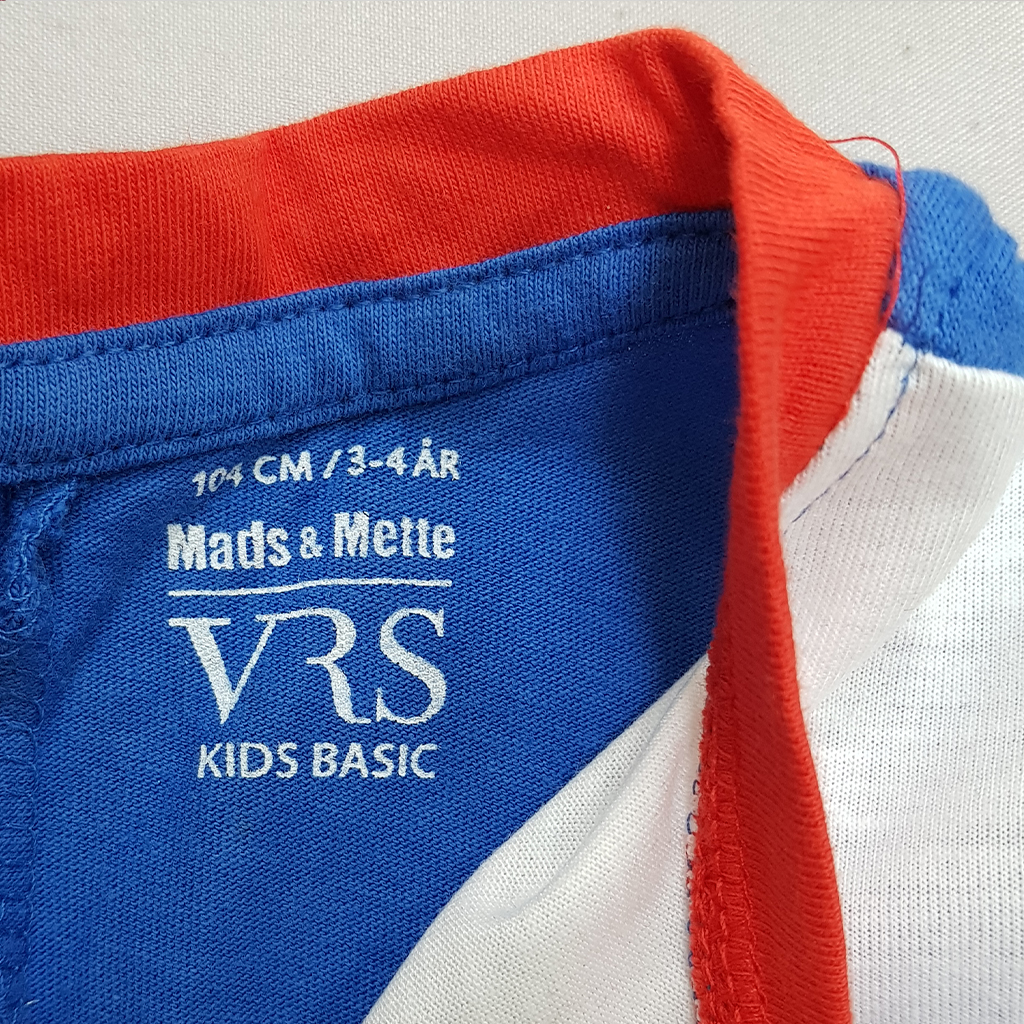 104 CM / 3-4 ÅR
Mads & Mette
VRS
KIDS BASIC